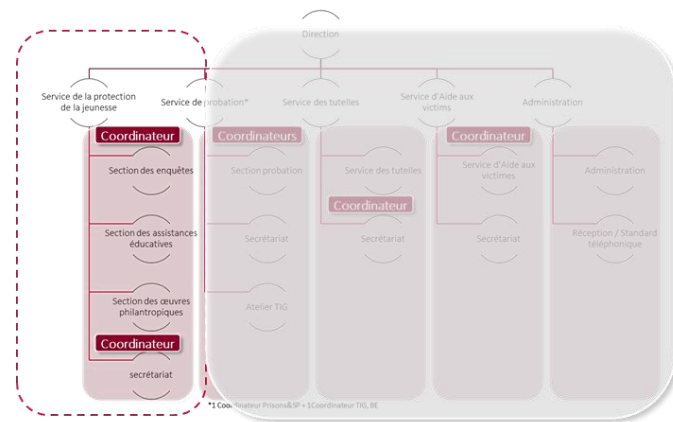 Direction
Service de la protection
de la jeunesse
Service de probation*
Service des tutelles
Service d'Aide aux
victims
Administration
Coordinateur
Coordinateurs
Coordinateur
Section des enquêtes
Section probation
Service des tutelles
Service d'Aide aux
victimes
Administration
Coordinateur
Section des assistances
éducatives
Secrétariat
Secrétariat
Secrétariat
Réception / Standard
téléphonique
Section des œuvres
philantropiques
Atelier TIG
Coordinateur
secrétariat
*1 Coordinateur Prisons&SP + 1Coordinateur TIG, BE